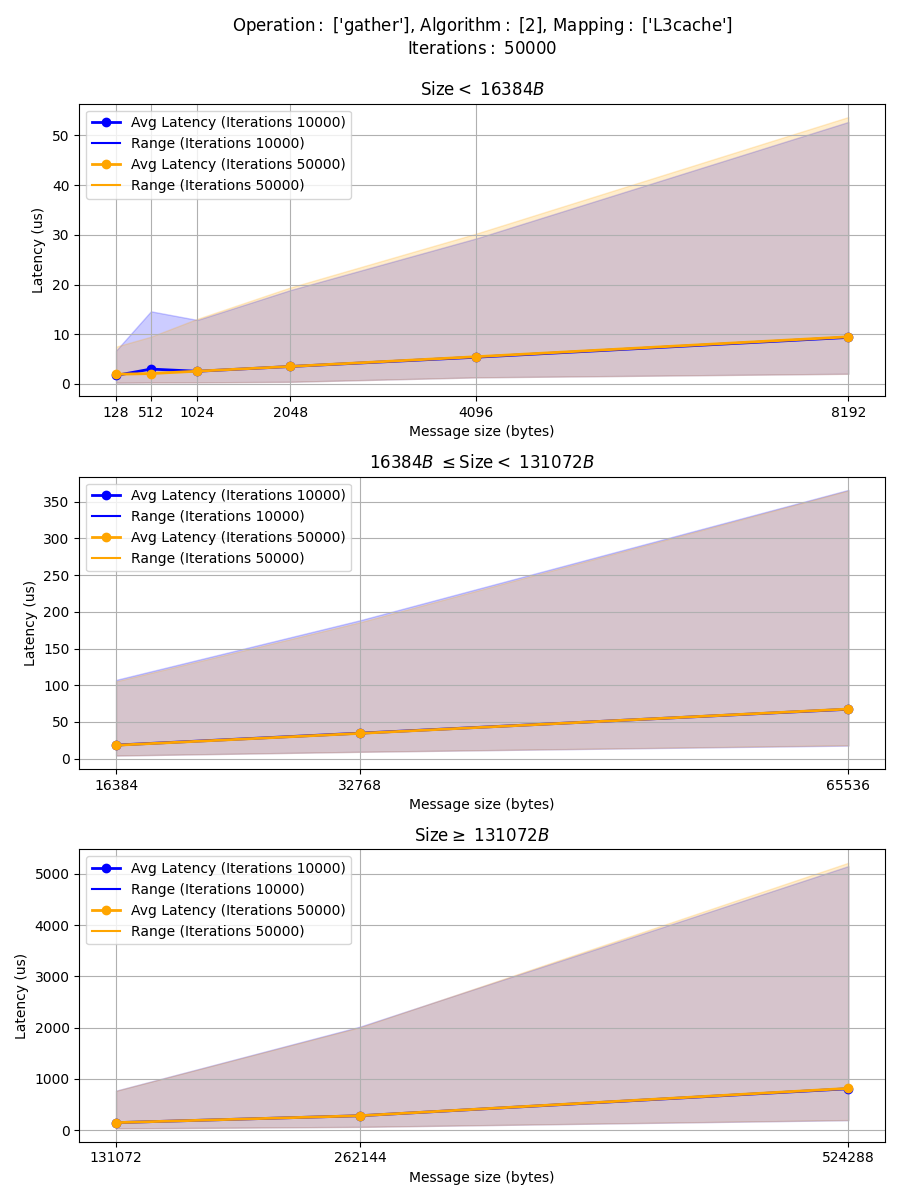 Operation : ['gather'], Algorithm : [2], Mapping : ['L3cache']
Iterations : 50000
Size < 16384B
Avg Latency (Iterations 10000)
Range (Iterations 10000)
Avg Latency (Iterations 50000)
Range (Iterations 50000)
50
40
30
20
10
0
Latency (us)
128 512 1024 2048 4096 8192
Message size (bytes)
16384B ≤ Size < 131072B
Avg Latency (Iterations 10000)
Range (Iterations 10000)
Avg Latency (Iterations 50000)
Range (Iterations 50000)
350
300
250
200
150
100
50
0
Latency (us)
16384 32768 65536
Message size (bytes)
Size ≥ 131072B
Avg Latency (Iterations 10000)
Range (Iterations 10000)
Avg Latency (Iterations 50000)
Range (Iterations 50000)
5000
4000
3000
2000
1000
0
Latency (us)
131072 262144 524288
Message size (bytes)